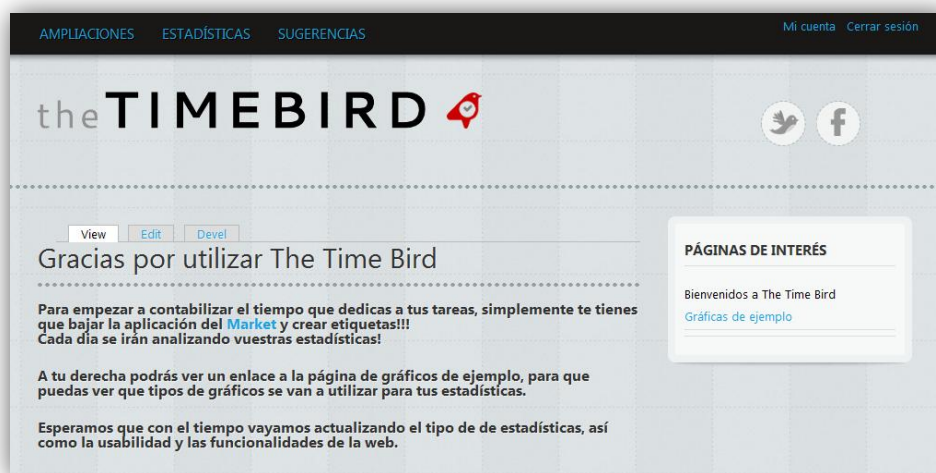 AMPLIACIONES ESTADÍSTICAS SUGERENCIAS Mi cuenta Cerrar sesión
the TIMEBIRD
View Edit Devel
Gracias por utilizar The Time Bird
Para empezar a contabilizar el tiempo que dedicas a tus tareas, simplemente te tienes
que bajar la aplicación del Market y crear etiquetas!!!
Cada dia se irán analizando vuestras estadísticas!
A tu derecha podrás ver un enlace a la página de gráficos de ejemplo, para que
puedas ver que tipos de gráficos se van a utilizar para tus estadísticas.
Esperamos que con el tiempo vayamos actualizando el tipo de de estadísticas, así
como la usabilidad y las funcionalidades de la web.
PÁGINAS DE INTERÉS
Bienvenidos a The Time Bird
Gráficas de ejemplo